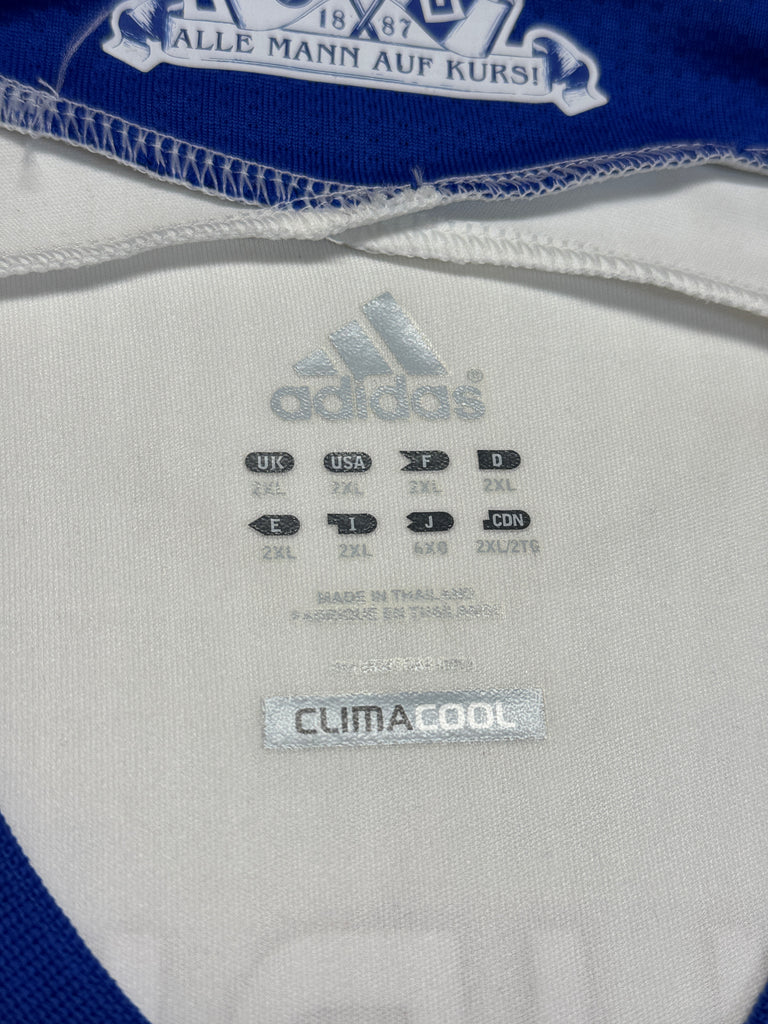 18 87
ALLE MANN AUF KURS!
adidas®
UK USA F D
2XL 2XL 2XL 2XL
E I J CDN
2XL 2XL 6XO 2XL/2TG
MADE IN THAILAND
FABRIQUE EN THAILANDE
CLIMACOOL